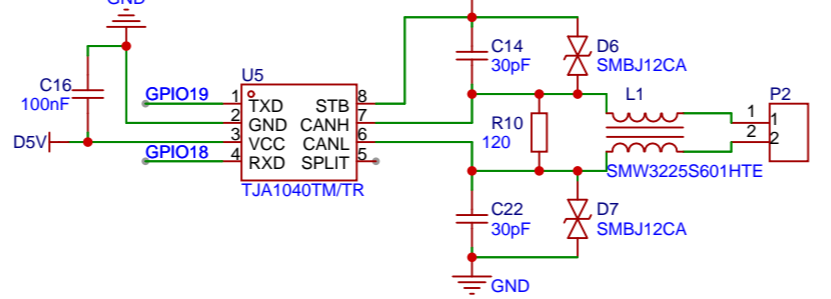 GND
C14
30pF
D6
SMBJ12CA
C16
100nF
U5
GPIO19
1
TXD
STB
8
2
GND
CANH
7
D5V
3
VCC
CANL
6
GPIO18
4
RXD
SPLIT
5
TJA1040TM/TR
R10
120
L1
SMW3225S601HTE
P2
1
1
2
2
C22
30pF
D7
SMBJ12CA
GND